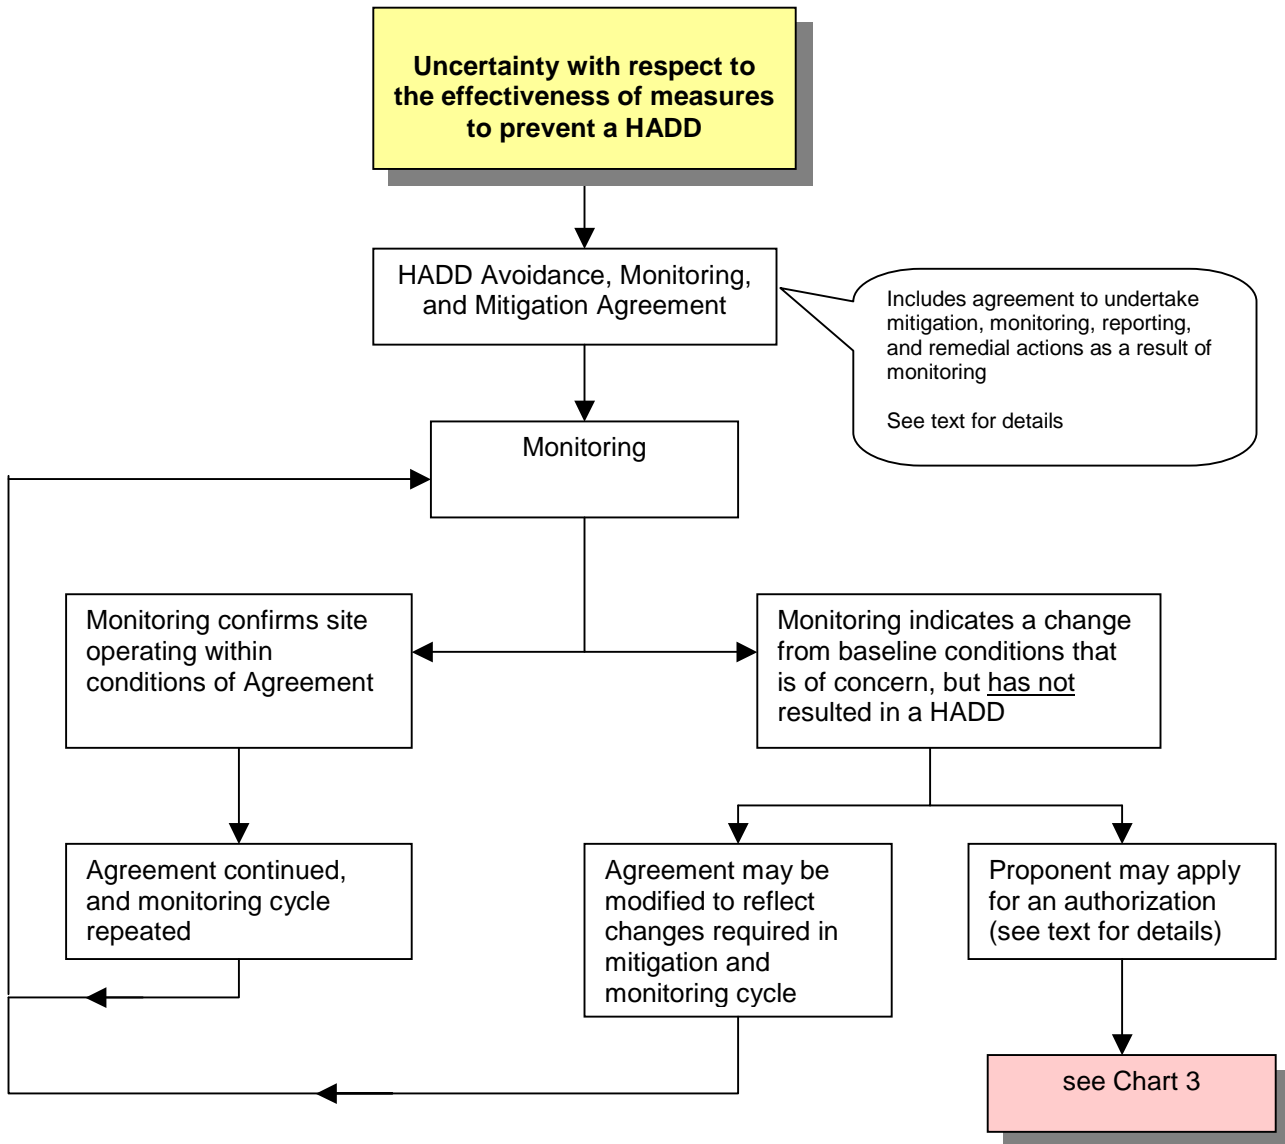 Uncertainty with respect to
the effectiveness of measures
to prevent a HADD
HADD Avoidance, Monitoring,
and Mitigation Agreement
Includes agreement to undertake
mitigation, monitoring, reporting,
and remedial actions as a result of
monitoring
See text for details
Monitoring
Monitoring confirms site
operating within
conditions of Agreement
Monitoring indicates a change
from baseline conditions that
is of concern, but has not
resulted in a HADD
Agreement continued,
and monitoring cycle
repeated
Agreement may be
modified to reflect
changes required in
mitigation and
monitoring cycle
Proponent may apply
for an authorization
(see text for details)
see Chart 3